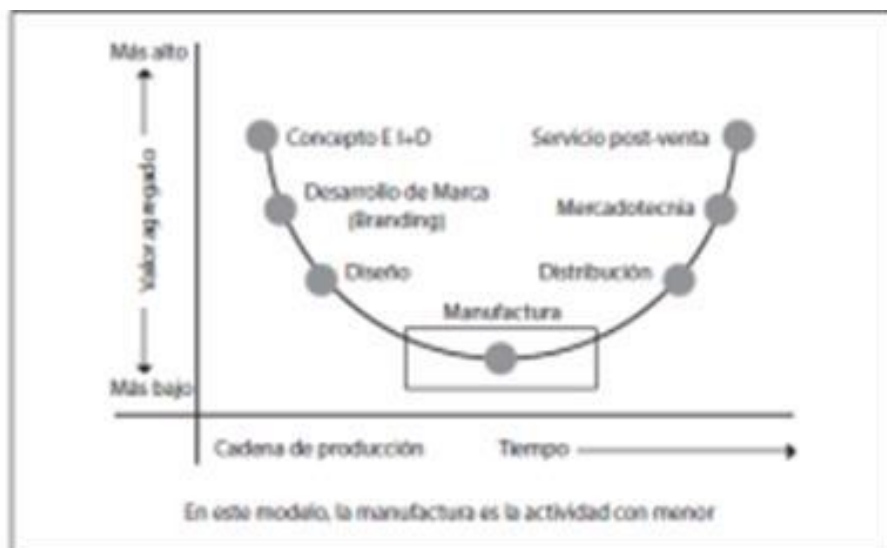 Más alto
Valor agregado
Más bajo
Concepto E I+D
Servicio post-venta
Desarrollo de Marca
(Branding)
Mercadotecnia
Diseño
Distribución
Manufactura
Cadena de producción
Tiempo
En este modelo, la manufactura es la actividad con menor